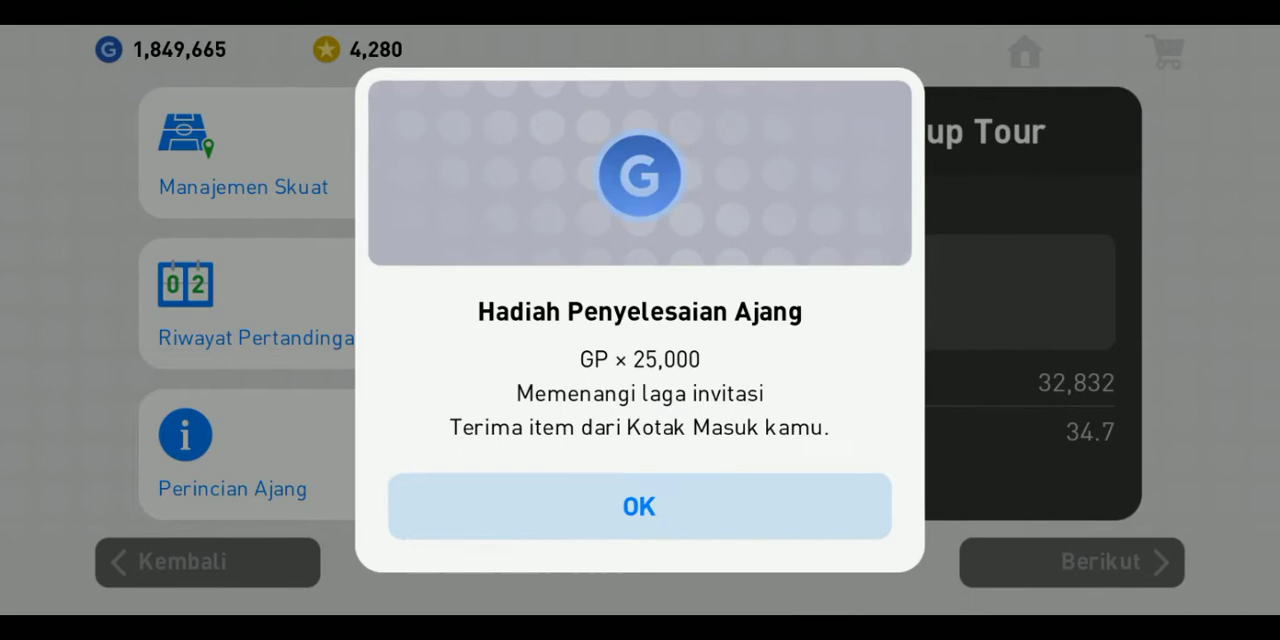 G 1,849,665
4,280
Manajemen Skuat
02
Riwayat Pertandinga
Perincian Ajang
Kembali
G
Hadiah Penyelesaian Ajang
GP × 25,000
Memenangi laga invitasi
Terima item dari Kotak Masuk kamu.
OK
up Tour
32,832
34.7
Berikut